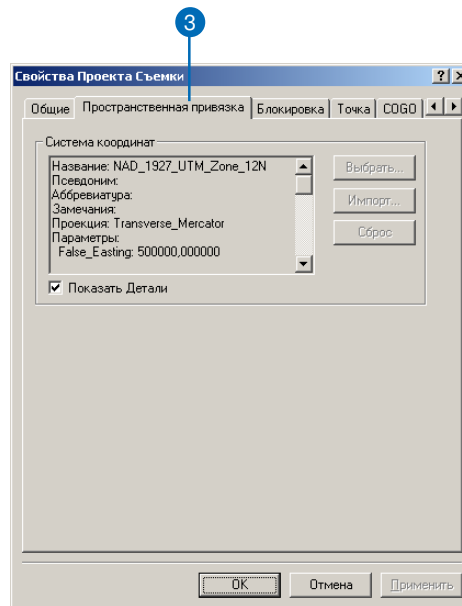 3
Свойства Проекта Съемки
Общие Пространственная привязка Блокировка Точка COGO
Система координат
Название: NAD_1927_UTM_Zone_12N
Псевдоним:
Аббревиатура:
Замечания:
Проекция: Transverse_Mercator
Параметры:
False_Easting: 500000,000000
Выбрать...
Импорт...
Сброс
Показать Детали
OK Отмена Применить